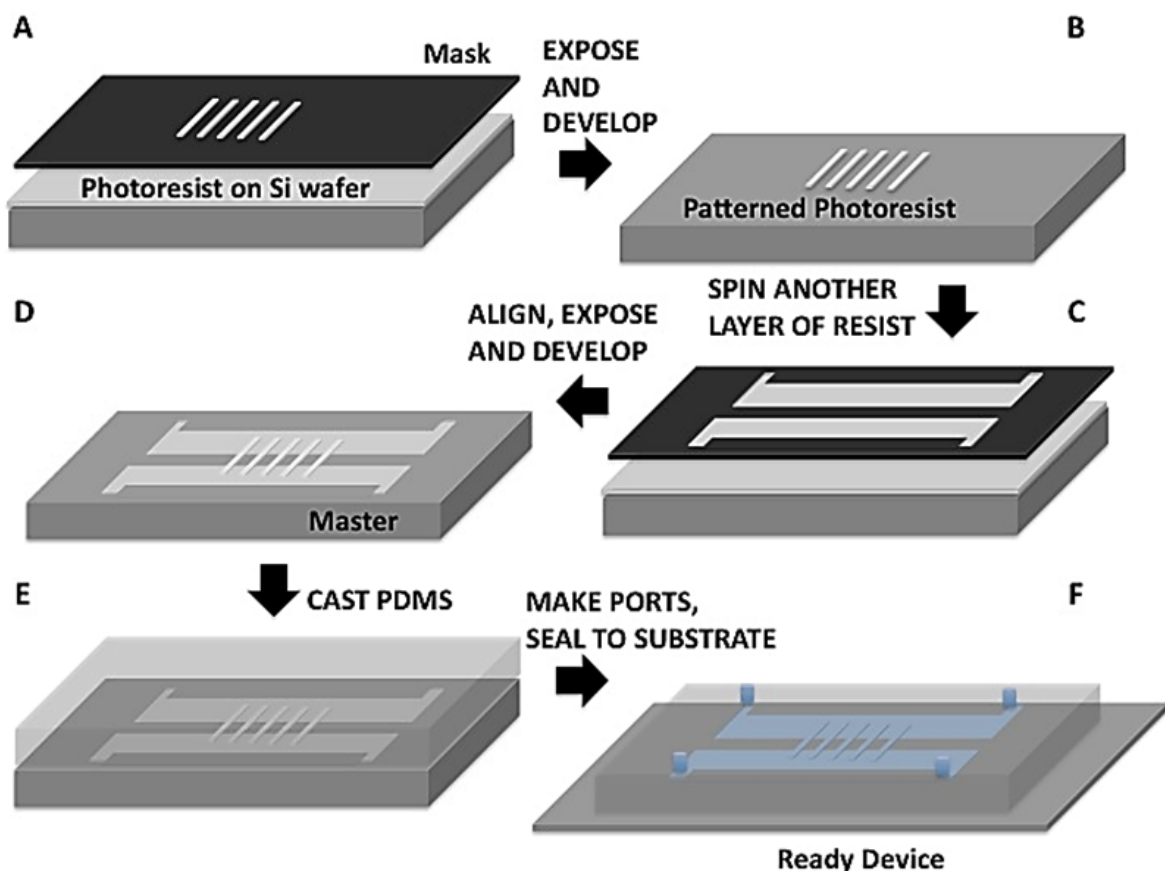 A
Mask
EXPOSE
AND
DEVELOP
B
Photoresist on Si wafer
Patterned Photoresist
SPIN ANOTHER
LAYER OF RESIST
C
D
ALIGN, EXPOSE
AND DEVELOP
Master
E
CAST PDMS
MAKE PORTS,
SEAL TO SUBSTRATE
F
Ready Device